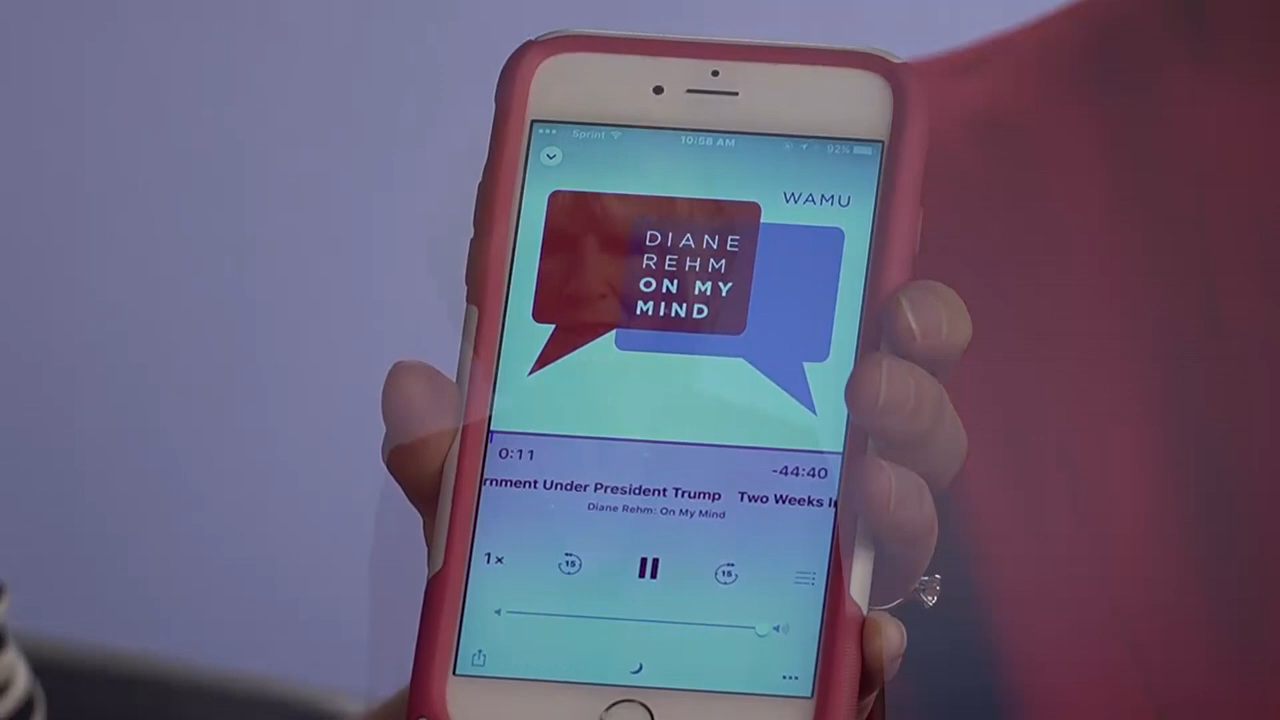 Sprint
10:58 AM
92%
WAMU
DIANE
REHM
ON MY
MIND
0:11
-44:40
rnment Under President Trump Two Weeks I
Diane Rehm: On My Mind
1×
15
15